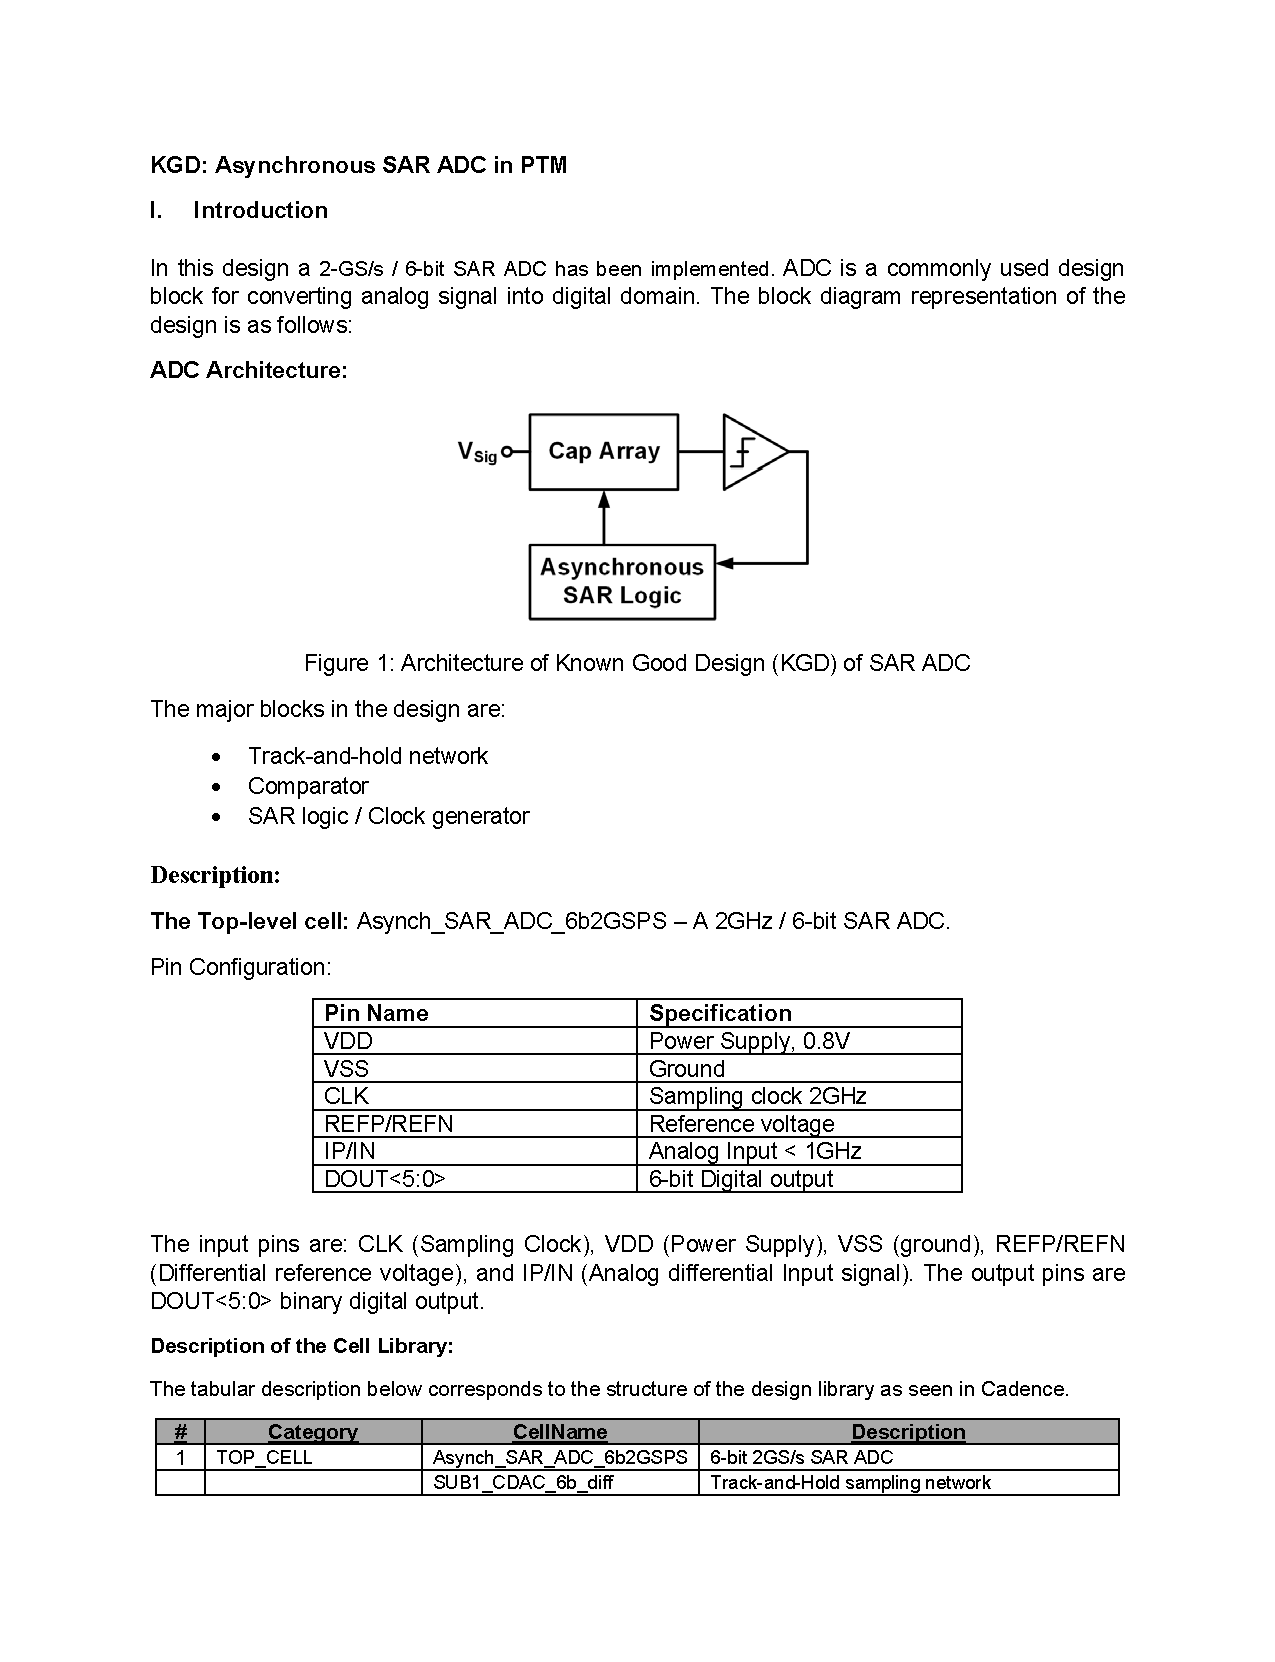 KGD: Asynchronous SAR ADC in PTM
I. Introduction
In this design a 2-GS/s / 6-bit SAR ADC has been implemented. ADC is a commonly used design
block for converting analog signal into digital domain. The block diagram representation of the
design is as follows:
ADC Architecture:
VSig
Cap Array
Asynchronous
SAR Logic
Figure 1: Architecture of Known Good Design (KGD) of SAR ADC
The major blocks in the design are:
• Track-and-hold network
• Comparator
• SAR logic / Clock generator
Description:
The Top-level cell: Asynch_SAR_ADC_6b2GSPS – A 2GHz / 6-bit SAR ADC.
Pin Configuration:
Pin Name Specification
VDD Power Supply, 0.8V
VSS Ground
CLK Sampling clock 2GHz
REFP/REFN Reference voltage
IP/IN Analog Input < 1GHz
DOUT<5:0> 6-bit Digital output
The input pins are: CLK (Sampling Clock), VDD (Power Supply), VSS (ground), REFP/REFN
(Differential reference voltage), and IP/IN (Analog differential Input signal). The output pins are
DOUT<5:0> binary digital output.
Description of the Cell Library:
The tabular description below corresponds to the structure of the design library as seen in Cadence.
# Category CellName Description
1 TOP_CELL Asynch_SAR_ADC_6b2GSPS 6-bit 2GS/s SAR ADC
SUB1_CDAC_6b_diff Track-and-Hold sampling network